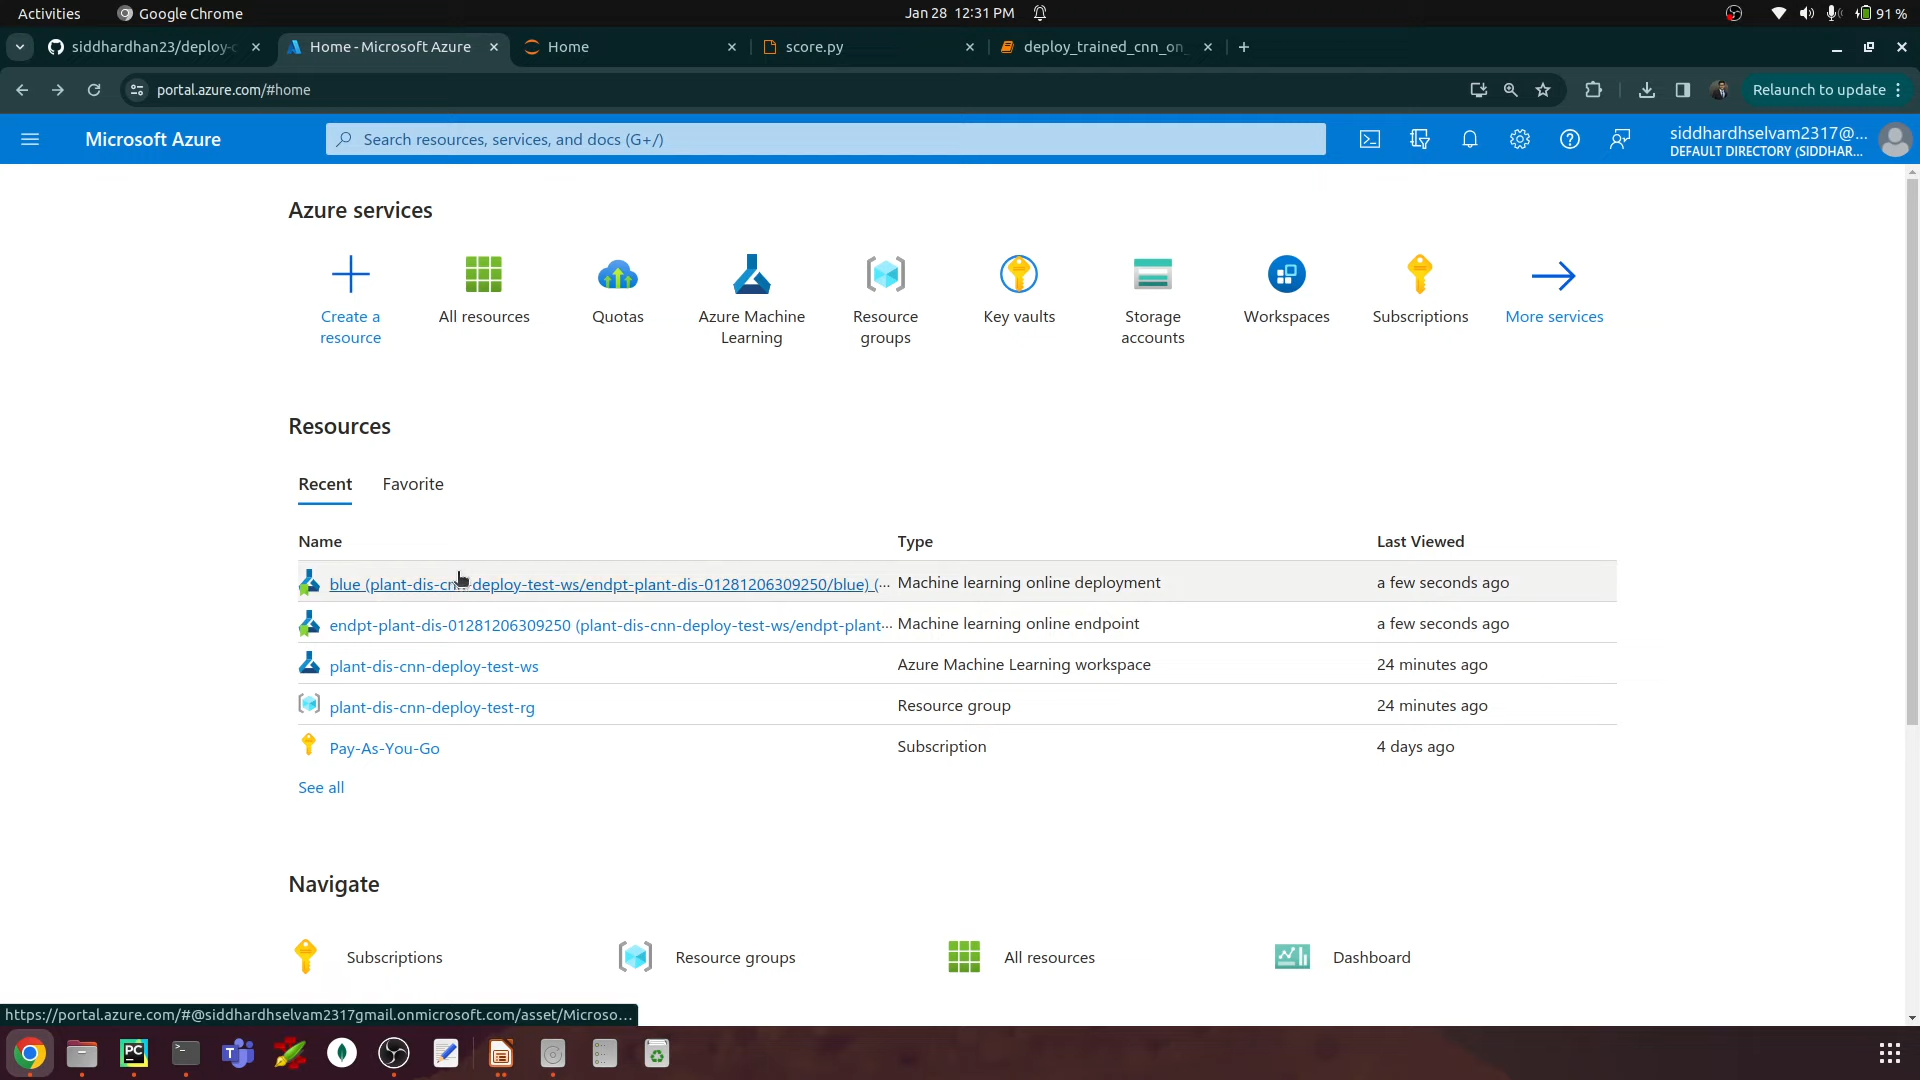 Activities
Google Chrome
Jan 28 12:31 PM
91 %
siddhardhan23/deploy-c
Home - Microsoft Azure
Home
score.py
deploy_trained_cnn_on_
portal.azure.com/#home
Relaunch to update
Microsoft Azure
Search resources, services, and docs (G+/)
siddhardhselvam2317@...
DEFAULT DIRECTORY (SIDDHAR...
Azure services
Create a
resource
All resources
Quotas
Azure Machine
Learning
Resource
groups
Key vaults
Storage
accounts
Workspaces
Subscriptions
More services
Resources
Recent
Favorite
Name
Type
Last Viewed
blue (plant-dis-cnn-deploy-test-ws/endpt-plant-dis-01281206309250/blue) (...
Machine learning online deployment
a few seconds ago
endpt-plant-dis-01281206309250 (plant-dis-cnn-deploy-test-ws/endpt-plant...
Machine learning online endpoint
a few seconds ago
plant-dis-cnn-deploy-test-ws
Azure Machine Learning workspace
24 minutes ago
plant-dis-cnn-deploy-test-rg
Resource group
24 minutes ago
Pay-As-You-Go
Subscription
4 days ago
See all
Navigate
Subscriptions
Resource groups
All resources
Dashboard
https://portal.azure.com/#@siddhardhselvam2317gmail.onmicrosoft.com/asset/Microso...